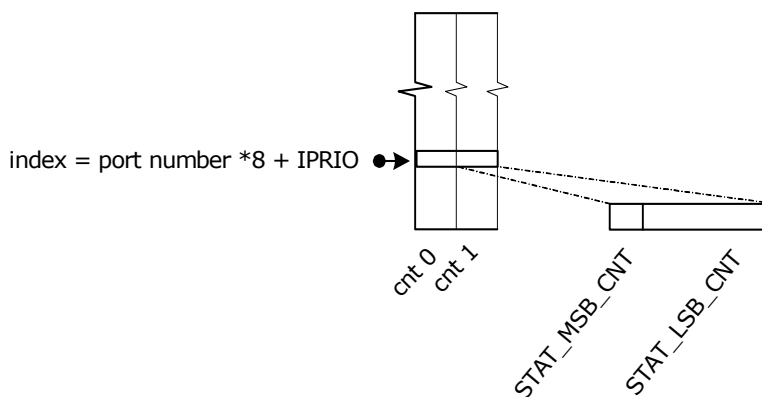 index = port number *8 + IPRIO
cnt 0
cnt 1
STAT_MSB_CNT
STAT_LSB_CNT